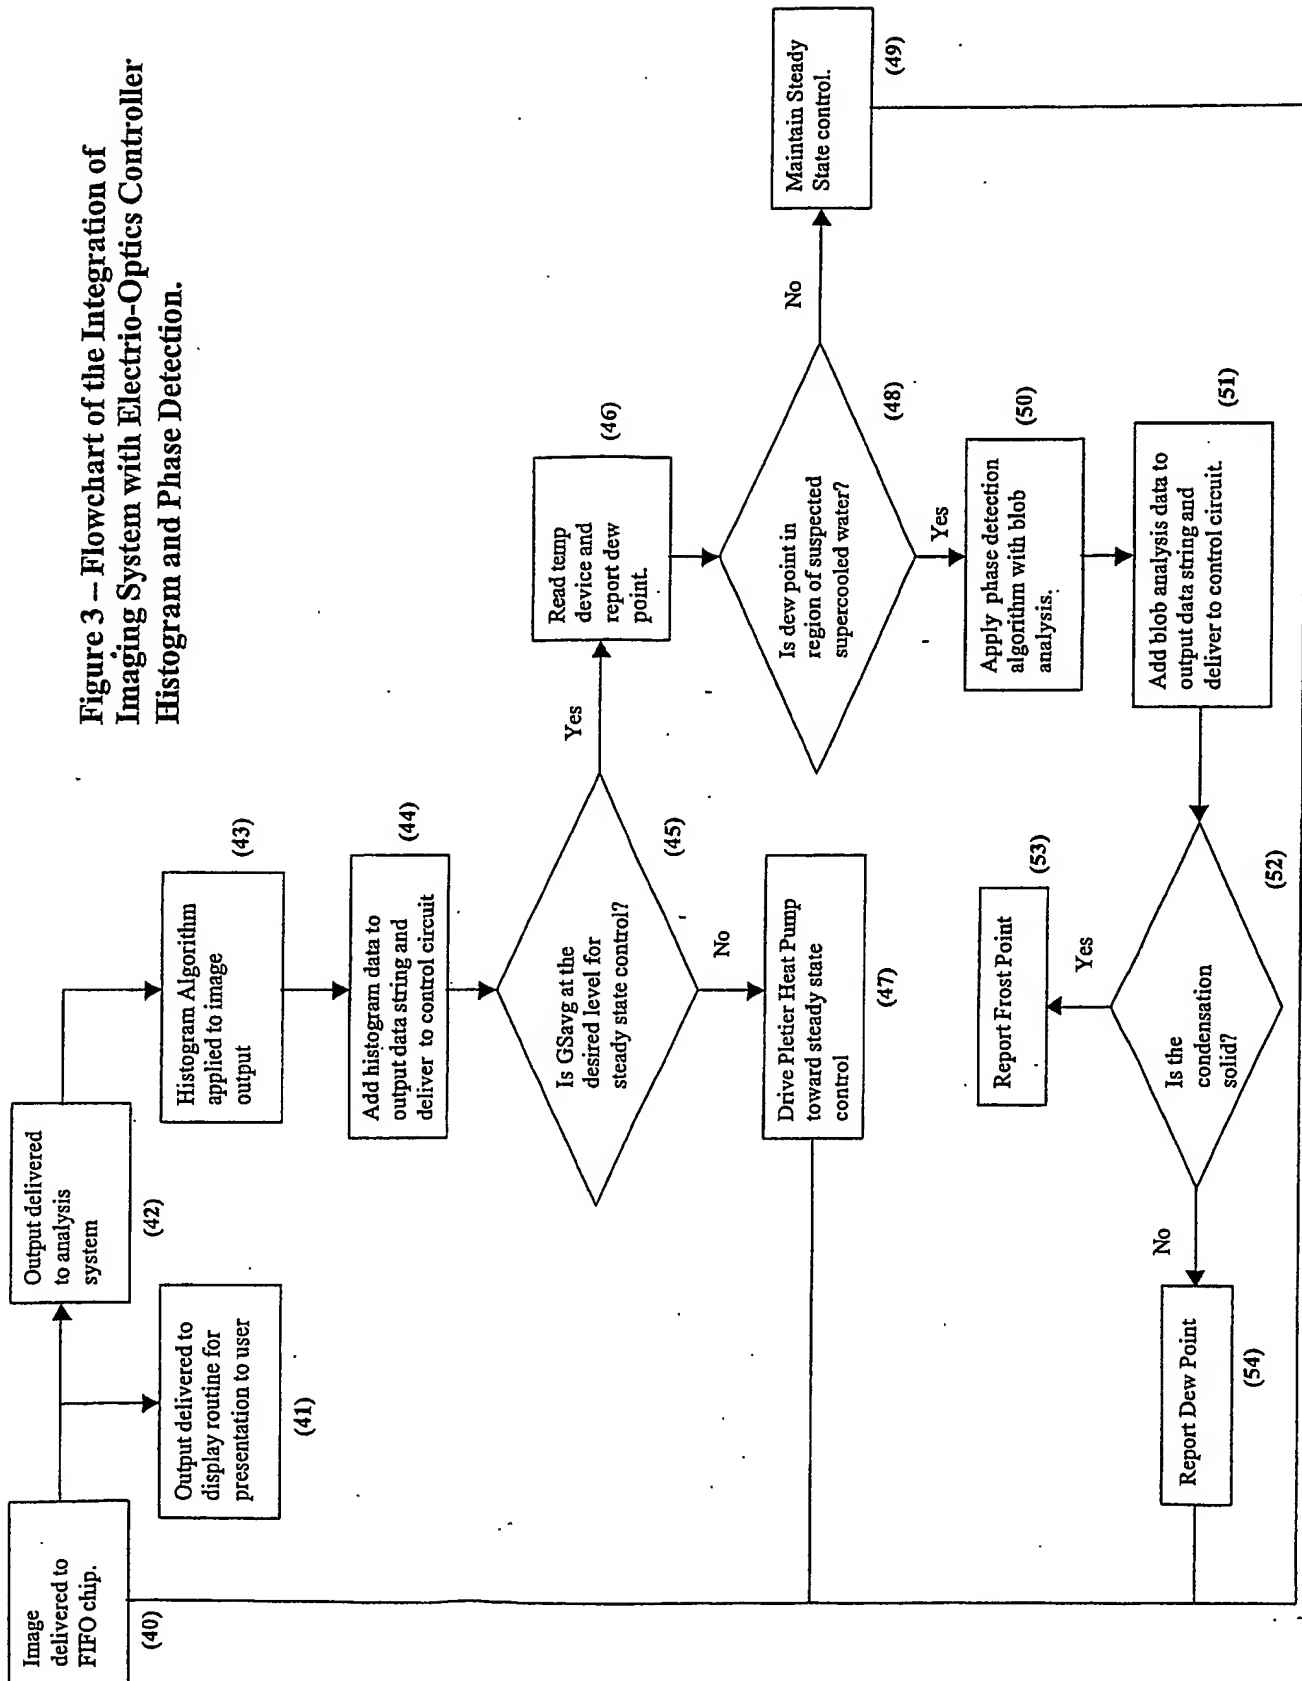 Figure 3 – Flowchart of the Integration of
Imaging System with Electrio-Optics Controller
Histogram and Phase Detection.
Image
delivered to
FIFO chip.
(40)
Output delivered to
display routine for
presentation to user
(41)
Output delivered
to analysis
system
(42)
Histogram Algorithm
applied to image
output
(43)
Add histogram data to
output data string and
deliver to control circuit
(44)
Is GSavg at the
desired level for
steady state control?
(45)
Yes
No
Read temp
device and
report dew
point.
(46)
Drive Pletier Heat Pump
toward steady state
control
(47)
Is dew point in
region of suspected
supercooled water?
(48)
No
Yes
Maintain Steady
State control.
(49)
Apply phase detection
algorithm with blob
analysis.
(50)
Add blob analysis data to
output data string and
deliver to control circuit.
(51)
Is the
condensation
solid?
(52)
Yes
No
Report Frost Point
(53)
Report Dew Point
(54)